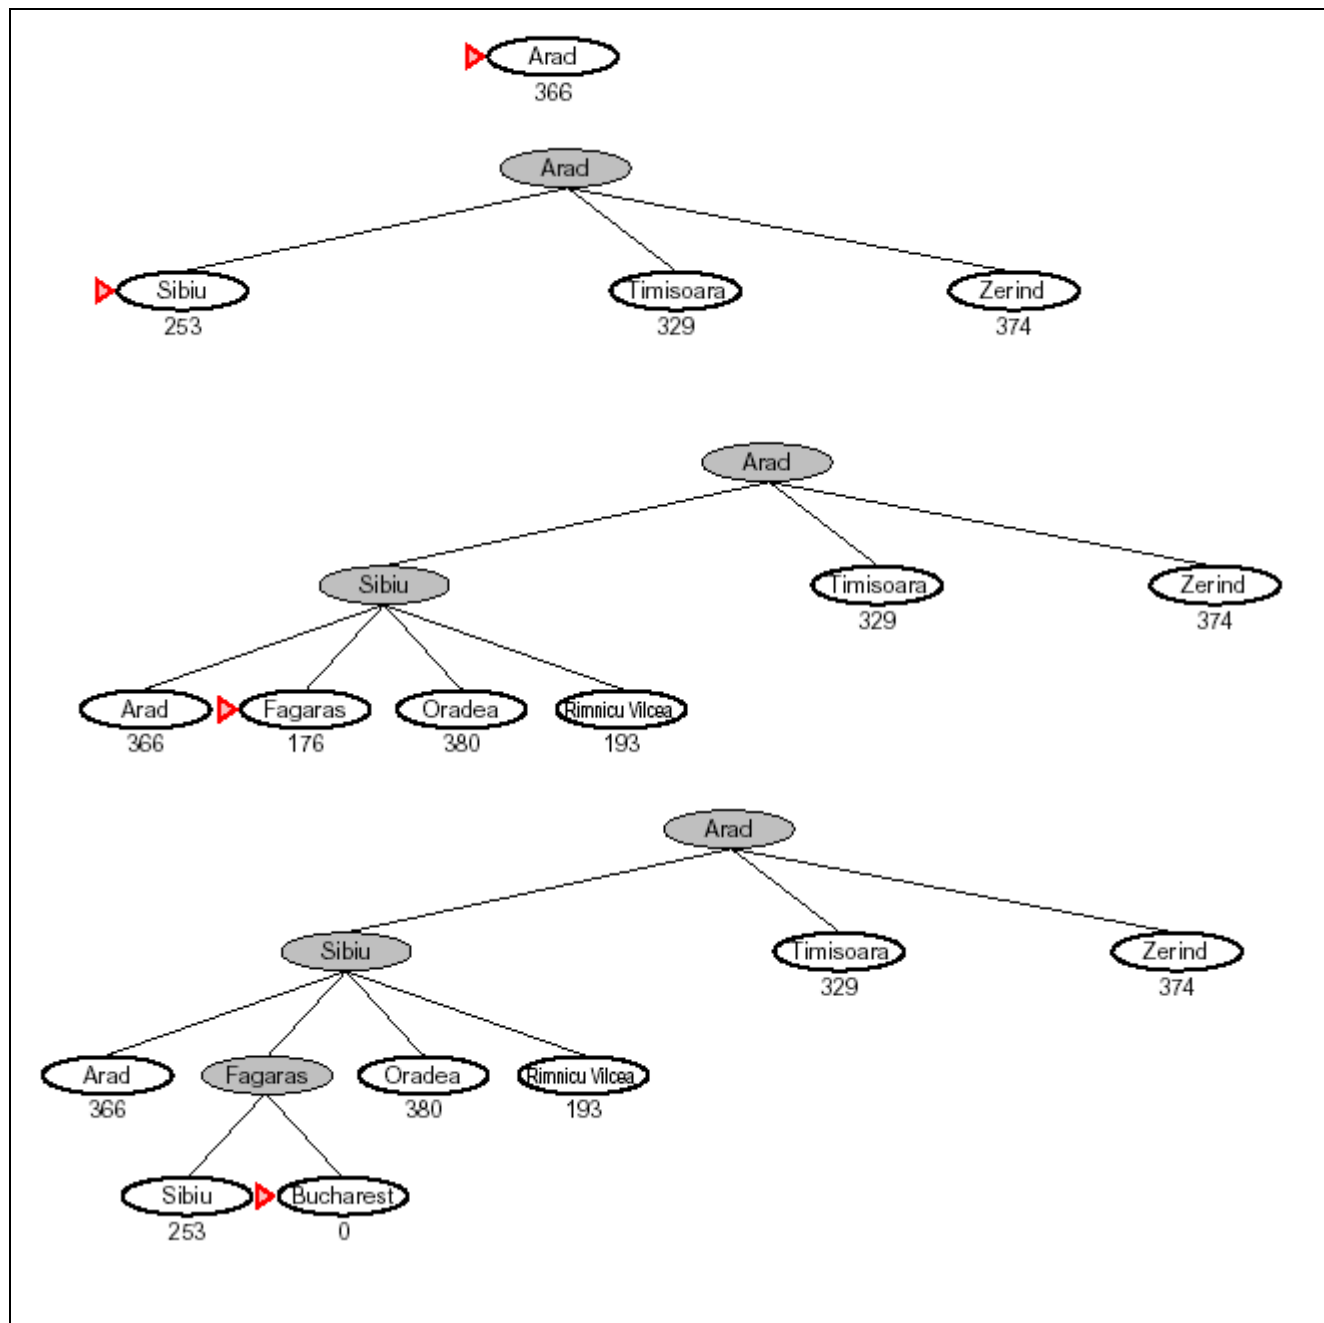 Arad
366
Arad
Sibiu Timisoara Zerind
253 329 374
Arad
Sibiu Timisoara Zerind
329 374
Arad Fagaras Oradea Rimnicu Vilcea
366 176 380 193
Arad
Sibiu Timisoara Zerind
329 374
Arad Fagaras Oradea Rimnicu Vilcea
366 380 193
Sibiu Bucharest
253 0